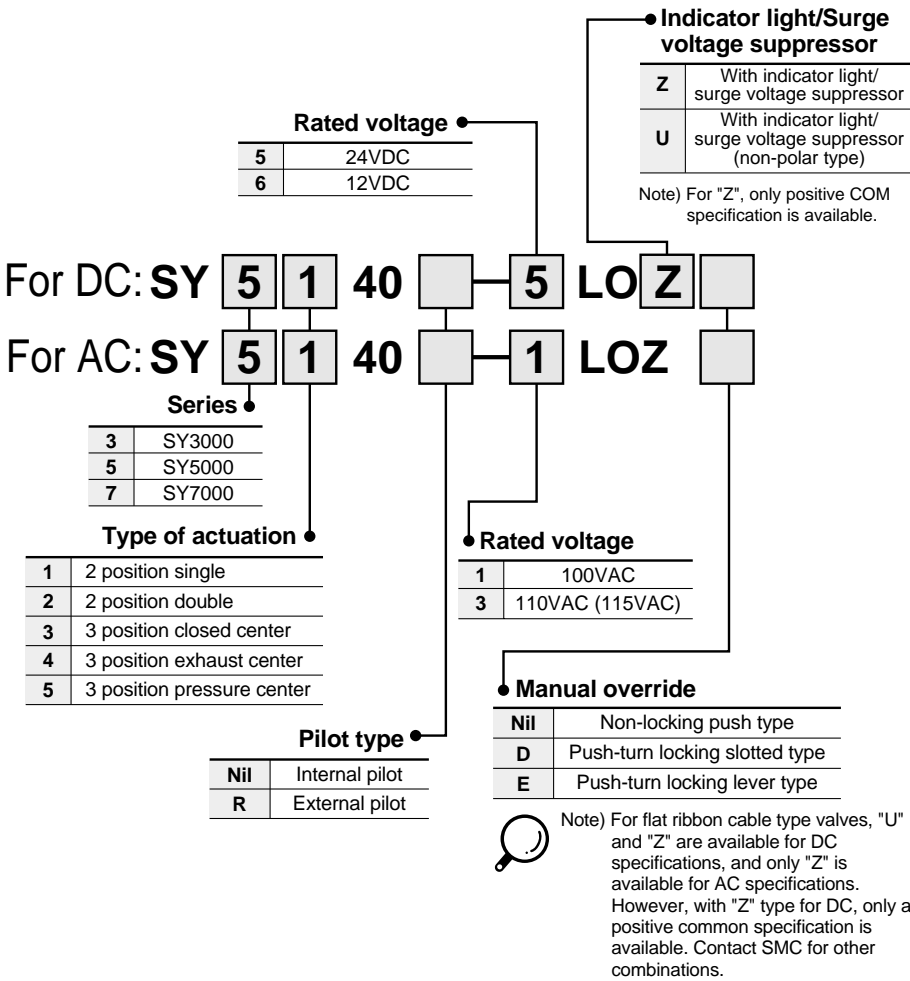 Indicator light/Surge
voltage suppressor
Z With indicator light/
surge voltage suppressor
U With indicator light/
surge voltage suppressor
(non-polar type)
Note) For "Z", only positive COM
specification is available.
Rated voltage
5 24VDC
6 12VDC
For DC: SY 5 1 40 5 LO Z
For AC: SY 5 1 40 1 LOZ
Series
3 SY3000
5 SY5000
7 SY7000
Type of actuation
1 2 position single
2 2 position double
3 3 position closed center
4 3 position exhaust center
5 3 position pressure center
Rated voltage
1 100VAC
3 110VAC (115VAC)
Pilot type
Nil Internal pilot
R External pilot
Manual override
Nil Non-locking push type
D Push-turn locking slotted type
E Push-turn locking lever type
Note) For flat ribbon cable type valves, "U"
and "Z" are available for DC
specifications, and only "Z" is
available for AC specifications.
However, with "Z" type for DC, only a
positive common specification is
available. Contact SMC for other
combinations.